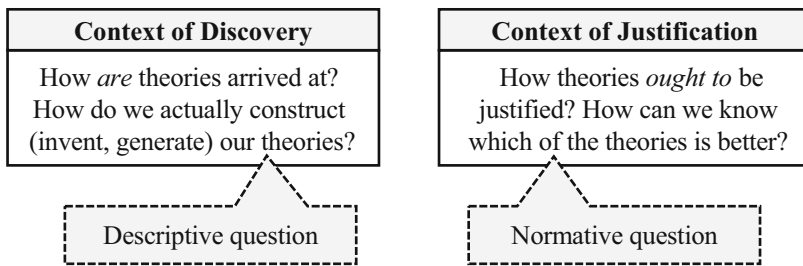 Context of Discovery
How are theories arrived at?
How do we actually construct
(invent, generate) our theories?
Descriptive question
Context of Justification
How theories ought to be
justified? How can we know
which of the theories is better?
Normative question